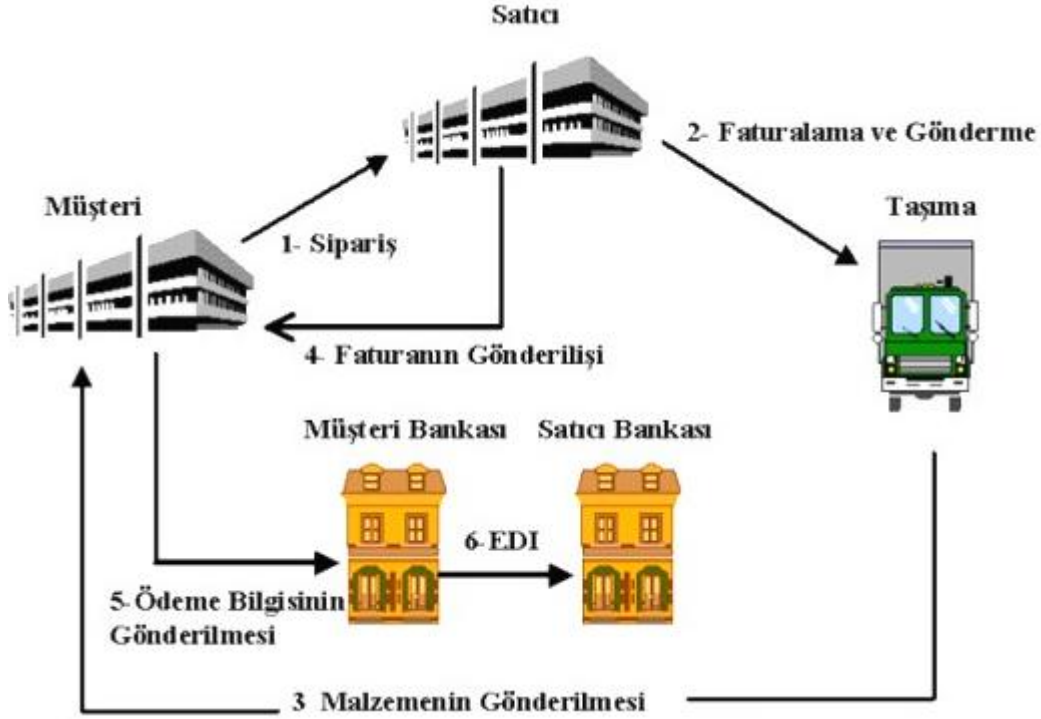 Satıcı
2- Faturalama ve Gönderme
Müşteri
Taşıma
1- Sipariş
4- Faturanın Gönderilişi
Müşteri Bankası
Satıcı Bankası
6-EDI
5-Ödeme Bilgisinin
Gönderilmesi
3 Malzemenin Gönderilmesi